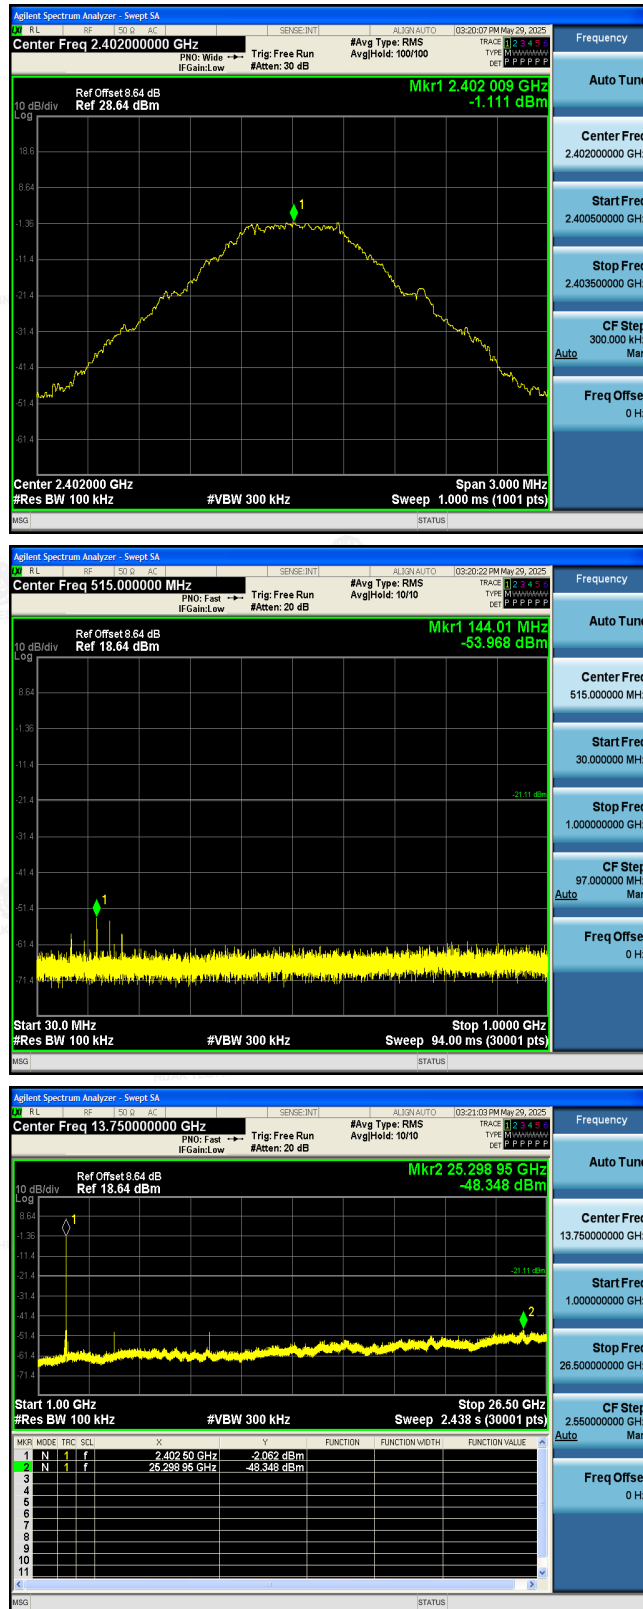 Agilent Spectrum Analyzer - Swept SA
LXI RL RF 50 Ω AC SENSE:INT ALIGN AUTO 03:20:07 PM May 29, 2025
Center Freq 2.402000000 GHz #Avg Type: RMS TRACE 1 2 3 4 5 6 Frequency
PNO: Wide Trig: Free Run Avg|Hold: 100/100 TYPE M
IFGain:Low #Atten: 30 dB DET P P P P P P
Auto Tune
Mkr1 2.402 009 GHz
Ref Offset 8.64 dB
10 dB/div Ref 28.64 dBm -1.111 dBm
Log
Center Freq
2.402000000 GHz
18.6
8.64
Start Freq
2.400500000 GHz
1
-1.36
-11.4
Stop Freq
2.403500000 GHz
-21.4
-31.4
CF Step
300.000 kHz
Auto Man
-41.4
Freq Offset
0 Hz
-51.4
-61.4
Center 2.402000 GHz Span 3.000 MHz
#Res BW 100 kHz #VBW 300 kHz Sweep 1.000 ms (1001 pts)
MSG STATUS
Agilent Spectrum Analyzer - Swept SA
LXI RL RF 50 Ω AC SENSE:INT ALIGN AUTO 03:20:22 PM May 29, 2025
Center Freq 515.000000 MHz #Avg Type: RMS TRACE 1 2 3 4 5 6 Frequency
PNO: Fast Trig: Free Run Avg|Hold: 10/10 TYPE M
IFGain:Low #Atten: 20 dB DET P P P P P P
Auto Tune
Mkr1 144.01 MHz
Ref Offset 8.64 dB
10 dB/div Ref 18.64 dBm -53.968 dBm
Log
Center Freq
515.000000 MHz
8.64
-1.36
Start Freq
30.000000 MHz
-11.4
-21.4 -21.11 dBm
Stop Freq
1.000000000 GHz
-31.4
-41.4
CF Step
97.000000 MHz
Auto Man
1
-51.4
Freq Offset
0 Hz
-61.4
-71.4
Start 30.0 MHz Stop 1.0000 GHz
#Res BW 100 kHz #VBW 300 kHz Sweep 94.00 ms (30001 pts)
MSG STATUS
Agilent Spectrum Analyzer - Swept SA
LXI RL RF 50 Ω AC SENSE:INT ALIGN AUTO 03:21:03 PM May 29, 2025
Center Freq 13.750000000 GHz #Avg Type: RMS TRACE 1 2 3 4 5 6 Frequency
PNO: Fast Trig: Free Run Avg|Hold: 10/10 TYPE M
IFGain:Low #Atten: 20 dB DET P P P P P P
Auto Tune
Mkr2 25.298 95 GHz
Ref Offset 8.64 dB
10 dB/div Ref 18.64 dBm -48.348 dBm
Log
8.64
1
Center Freq
13.750000000 GHz
-1.36
-11.4
-21.4 -21.11 dBm
Start Freq
1.000000000 GHz
-31.4
-41.4
2
-51.4
Stop Freq
26.500000000 GHz
-61.4
-71.4
Start 1.00 GHz Stop 26.50 GHz
#Res BW 100 kHz #VBW 300 kHz Sweep 2.438 s (30001 pts)
CF Step
2.550000000 GHz
Auto Man
MKR MODE TRC SCL X Y FUNCTION FUNCTION WIDTH FUNCTION VALUE
1 N 1 f 2.402 50 GHz -2.062 dBm
2 N 1 f 25.298 95 GHz -48.348 dBm
3
4
5
6
7
8
9
10
11
Freq Offset
0 Hz
MSG STATUS